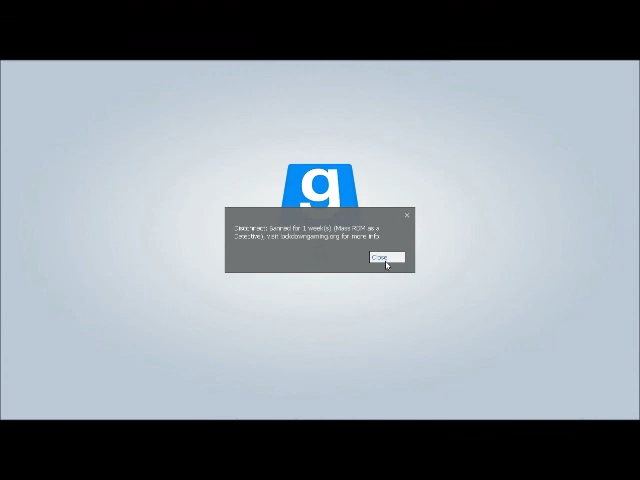 g
Disconnect: Banned for 1 week(s) (Mass RDM as a
Detective), visit lockdowngaming.org for more info.
Close